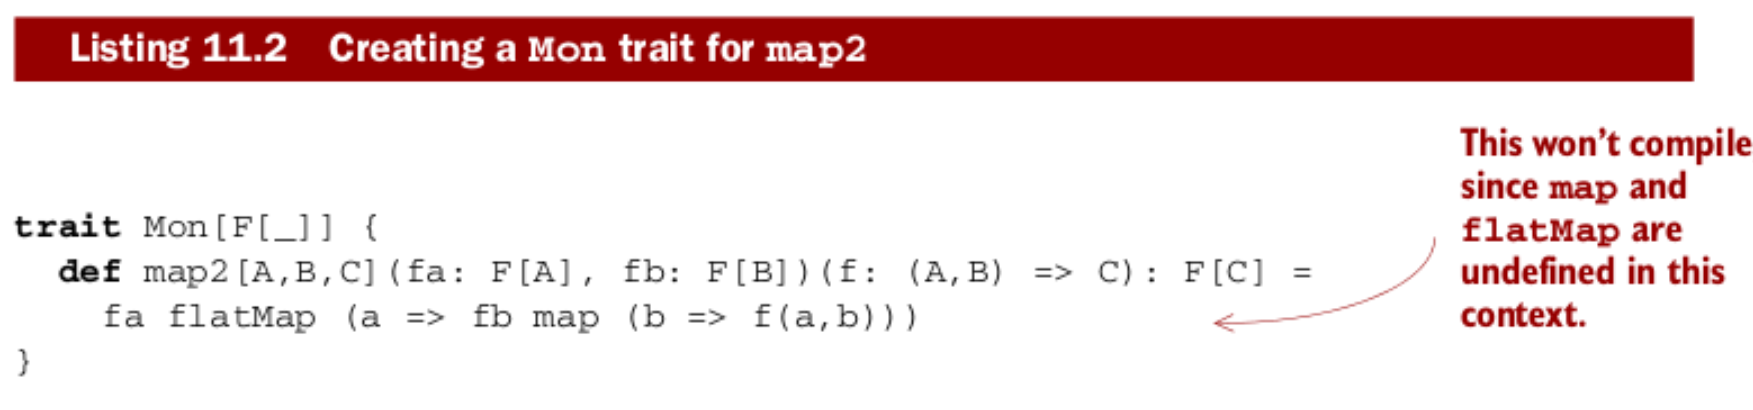 Listing 11.2 Creating a Mon trait for map2
trait Mon[F[_]] {
def map2[A,B,C](fa: F[A], fb: F[B])(f: (A,B) => C): F[C] =
fa flatMap (a => fb map (b => f(a,b)))
}
This won't compile
since map and
flatMap are
undefined in this
context.